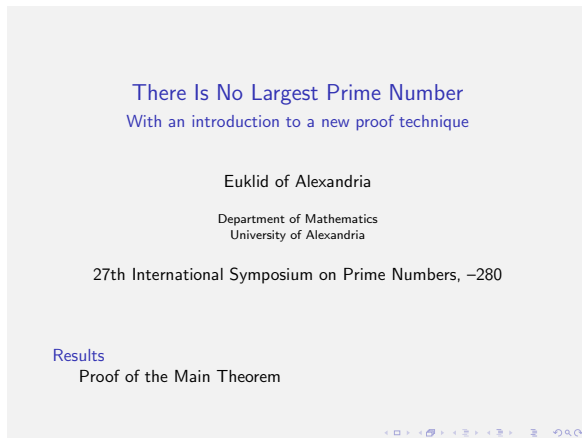 There Is No Largest Prime Number
With an introduction to a new proof technique
Euklid of Alexandria
Department of Mathematics
University of Alexandria
27th International Symposium on Prime Numbers, –280
Results
Proof of the Main Theorem